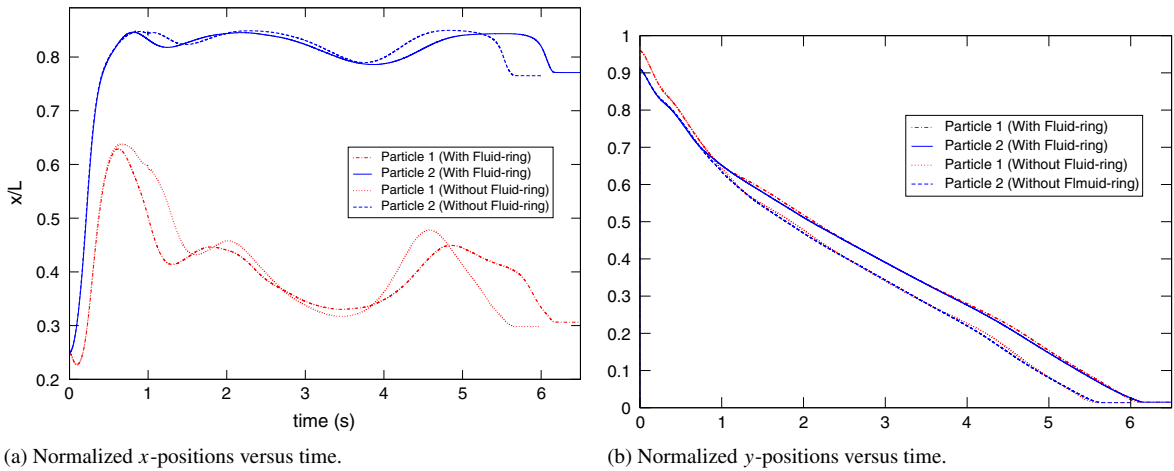 0.8
0.7
0.6
0.5
0.4
0.3
0.2
x/L
0 1 2 3 4 5 6
time (s)
Particle 1 (With Fluid-ring)
Particle 2 (With Fluid-ring)
Particle 1 (Without Fluid-ring)
Particle 2 (Without Fluid-ring)
(a) Normalized x-positions versus time.
1
0.9
0.8
0.7
0.6
0.5
0.4
0.3
0.2
0.1
0
0 1 2 3 4 5 6
Particle 1 (With Fluid-ring)
Particle 2 (With Fluid-ring)
Particle 1 (Without Fluid-ring)
Particle 2 (Without Flmuid-ring)
(b) Normalized y-positions versus time.